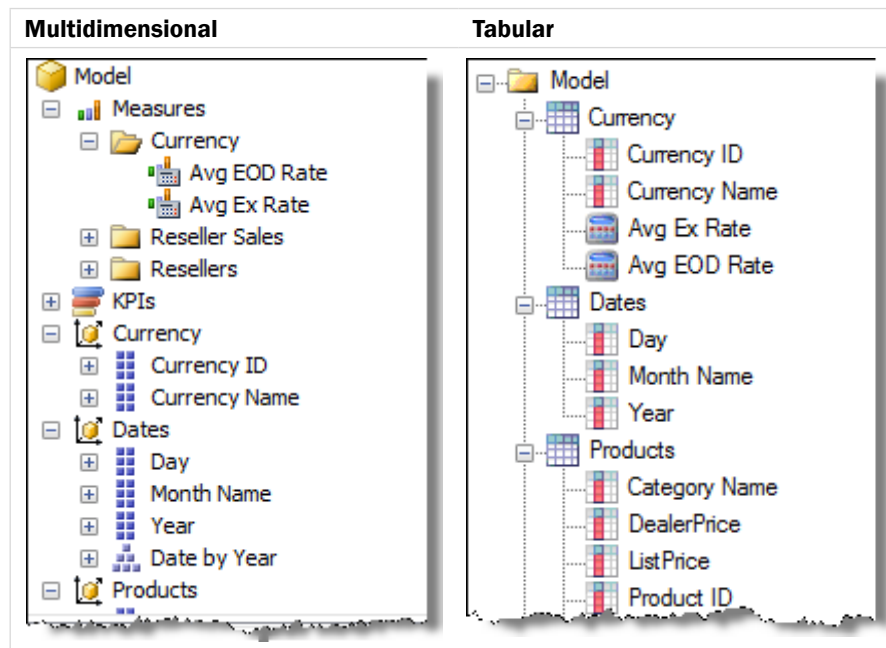 Multidimensional
Model
Measures
Currency
Avg EOD Rate
Avg Ex Rate
Reseller Sales
Resellers
KPIs
Currency
Currency ID
Currency Name
Dates
Day
Month Name
Year
Date by Year
Products
Tabular
Model
Currency
Currency ID
Currency Name
Avg Ex Rate
Avg EOD Rate
Dates
Day
Month Name
Year
Products
Category Name
DealerPrice
ListPrice
Product ID